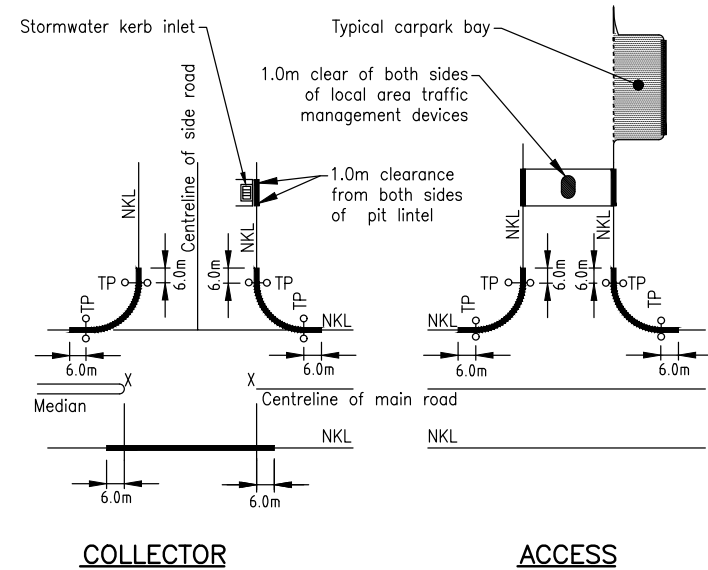 Stormwater kerb inlet
Typical carpark bay
1.0m clear of both sides
of local area traffic
management devices
Centreline of side road
1.0m clearance
from both sides
of pit lintel
NKL
NKL
NKL
NKL
TP
6.0m
6.0m
TP
TP
6.0m
6.0m
TP
TP
TP
NKL
TP
TP
NKL
NKL
6.0m
6.0m
6.0m
6.0m
X
X
Median
Centreline of main road
NKL
NKL
6.0m
6.0m
COLLECTOR
ACCESS